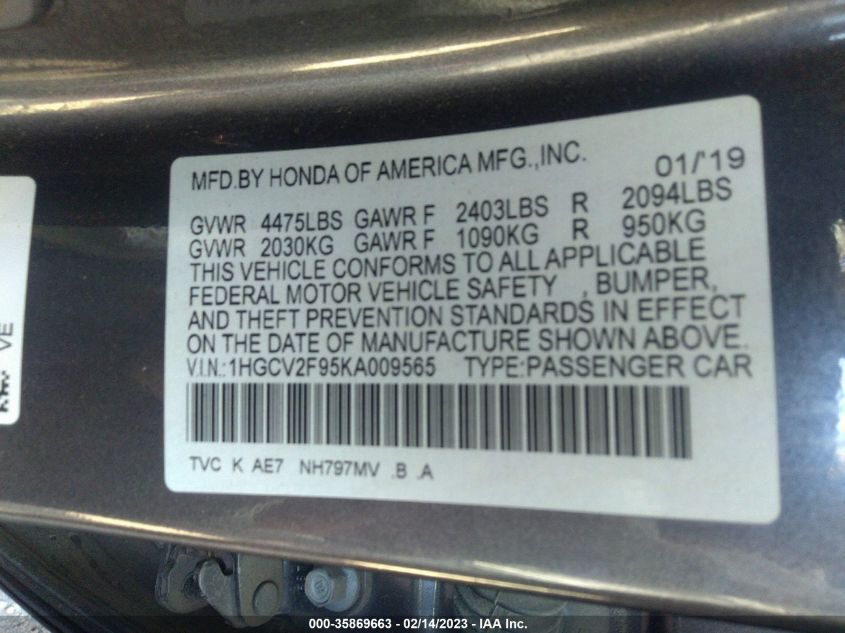 MFD.BY HONDA OF AMERICA MFG.,INC. 01/'19
GVWR 4475LBS GAWR F 2403LBS R 2094LBS
GVWR 2030KG GAWR F 1090KG R 950KG
THIS VEHICLE CONFORMS TO ALL APPLICABLE
FEDERAL MOTOR VEHICLE SAFETY , BUMPER,
AND THEFT PREVENTION STANDARDS IN EFFECT
ON THE DATE OF MANUFACTURE SHOWN ABOVE.
V.I.N.:1HGCV2F95KA009565 TYPE:PASSENGER CAR
TVC K AE7 NH797MV .B .A
VE
000-35869663 - 02/14/2023 - IAA Inc.